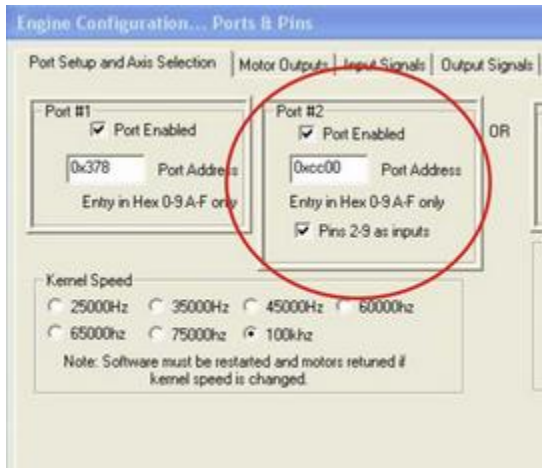 Engine Configuration... Ports & Pins
Port Setup and Axis Selection Motor Outputs Input Signals Output Signals
Port #1
Port Enabled
0x378 Port Address
Entry in Hex 0-9 A-F only
Port #2
Port Enabled
0xcc00 Port Address
Entry in Hex 0-9 A-F only
Pins 2-9 as inputs
OR
Kernel Speed
25000Hz 35000Hz 45000Hz 60000hz
65000hz 75000hz 100khz
Note: Software must be restarted and motors retuned if
kernel speed is changed.